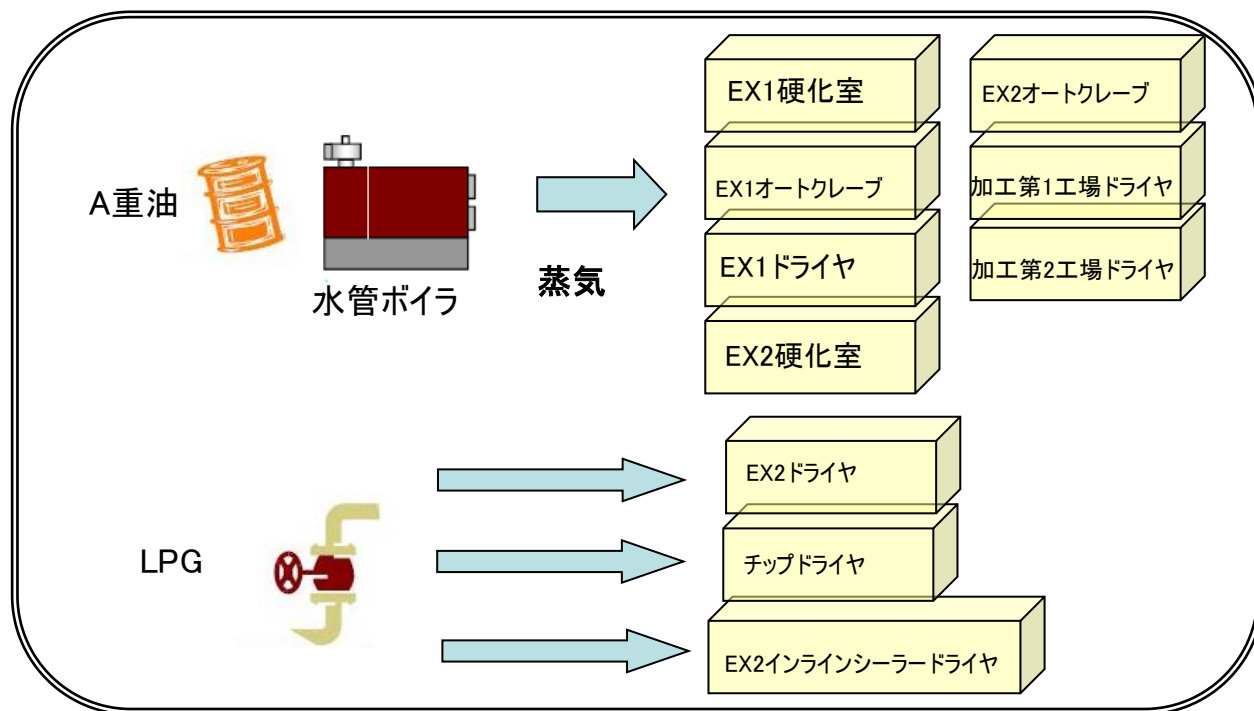 A重油
水管ボイラ
蒸気
EX1硬化室
EX1オートクレーブ
EX1ドライヤ
EX2硬化室
EX2オートクレーブ
加工第1工場ドライヤ
加工第2工場ドライヤ
LPG
EX2ドライヤ
チップドライヤ
EX2インラインシーラードライヤ